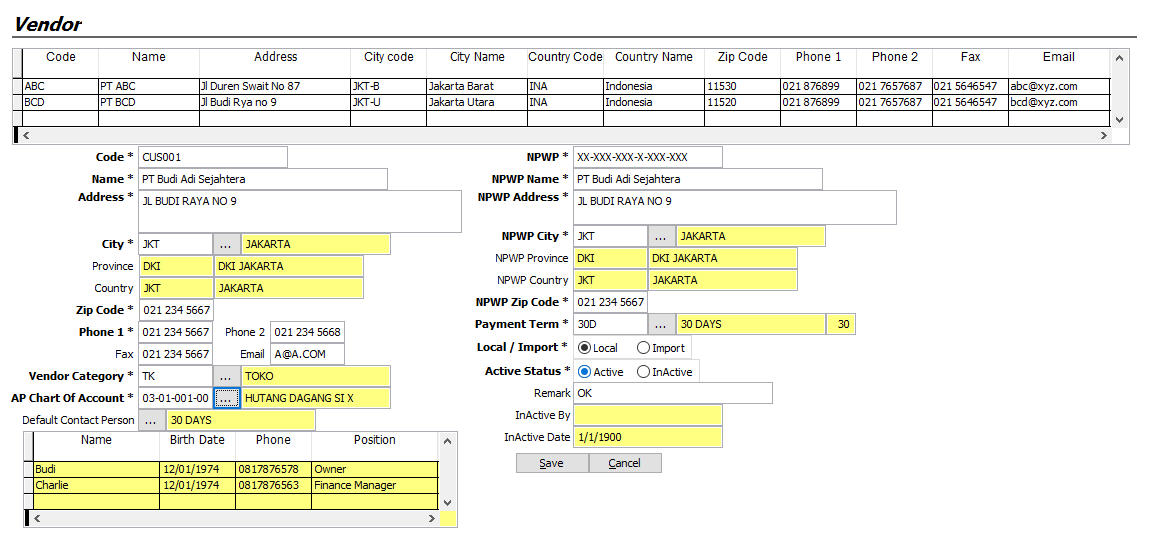 Vendor
Code Name Address City code City Name Country Code Country Name Zip Code Phone 1 Phone 2 Fax Email
ABC PT ABC Jl Duren Swait No 87 JKT-B Jakarta Barat INA Indonesia 11530 021 876899 021 7657687 021 5646547 abc@xyz.com
BCD PT BCD Jl Budi Rya no 9 JKT-U Jakarta Utara INA Indonesia 11520 021 876899 021 7657687 021 5646547 bcd@xyz.com
Code * CUS001 NPWP * XX-XXX-XXX-X-XXX-XXX
Name * PT Budi Adi Sejahtera NPWP Name * PT Budi Adi Sejahtera
Address * JL BUDI RAYA NO 9 NPWP Address * JL BUDI RAYA NO 9
City * JKT ... JAKARTA NPWP City * JKT ... JAKARTA
Province DKI DKI JAKARTA NPWP Province DKI DKI JAKARTA
Country JKT JAKARTA NPWP Country JKT JAKARTA
Zip Code * 021 234 5667 NPWP Zip Code * 021 234 5667
Phone 1 * 021 234 5667 Phone 2 021 234 5668 Payment Term * 30D ... 30 DAYS 30
Fax 021 234 5667 Email A@A.COM Local / Import * Local Import
Vendor Category * TK ... TOKO Active Status * Active InActive
AP Chart Of Account * 03-01-001-00 ... HUTANG DAGANG SI X Remark OK
Default Contact Person ... 30 DAYS InActive By
Name Birth Date Phone Position InActive Date 1/1/1900
Budi 12/01/1974 0817876578 Owner Save Cancel
Charlie 12/01/1974 0817876563 Finance Manager